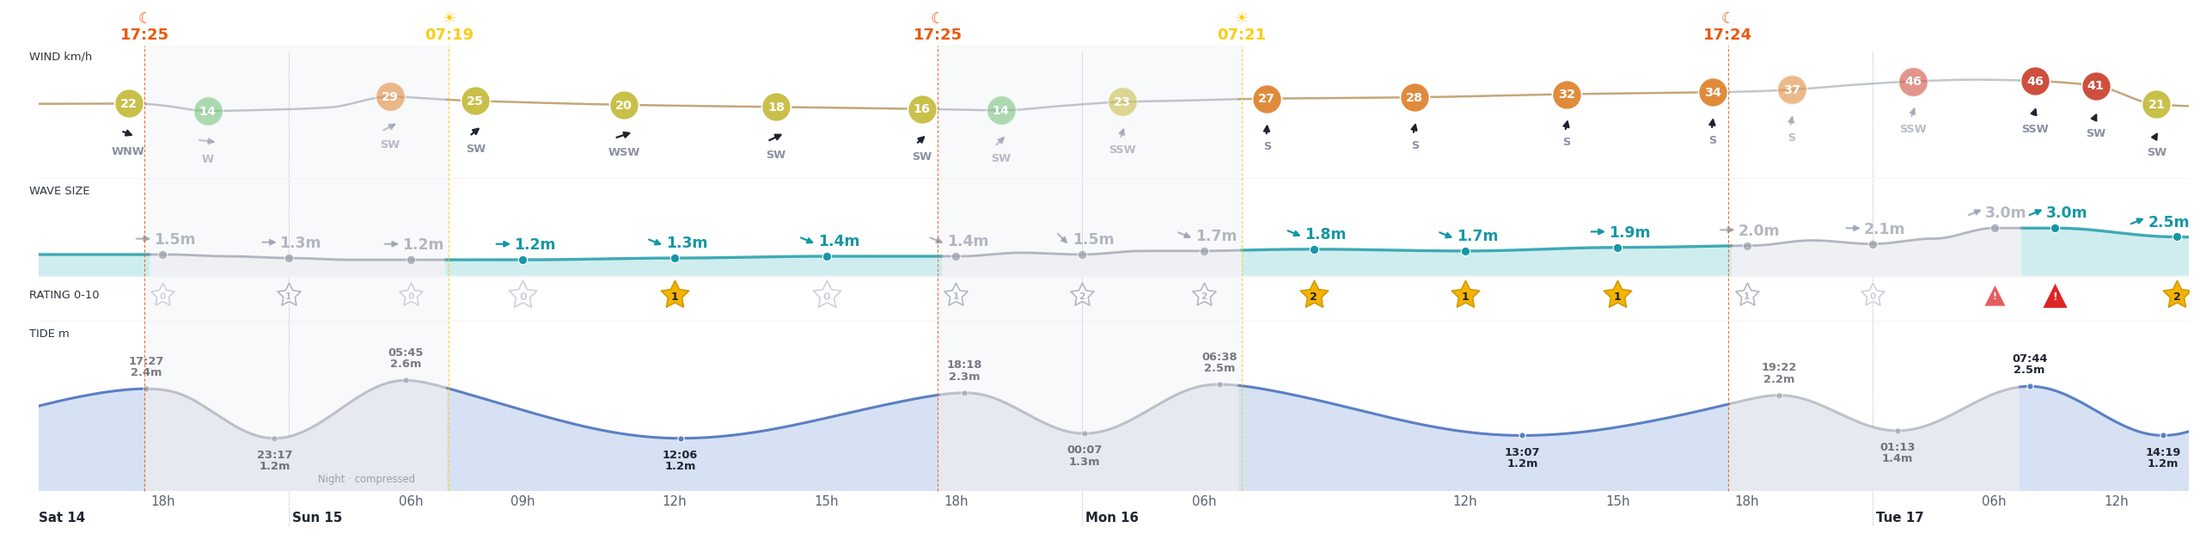 17:25 07:19 17:25 07:21 17:24
WIND km/h
22 14 29 25 20 18 16 14 23 27 28 32 34 37 46 46 41 21
WNW W SW SW WSW SW SW SW SSW S S S S S SSW SSW SW SW
WAVE SIZE
1.5m 1.3m 1.2m 1.2m 1.3m 1.4m 1.4m 1.5m 1.7m 1.8m 1.7m 1.9m 2.0m 2.1m 3.0m 3.0m 2.5m
RATING 0-10
0 1 0 0 1 0 1 2 2 2 1 1 1 0 ! ! 2
TIDE m
17:27 05:45 18:18 06:38 19:22 07:44
2.4m 2.6m 2.3m 2.5m 2.2m 2.5m
23:17 12:06 00:07 13:07 01:13 14:19
1.2m 1.2m 1.3m 1.2m 1.4m 1.2m
Night · compressed
18h 06h 09h 12h 15h 18h 06h 12h 15h 18h 06h 12h
Sat 14 Sun 15 Mon 16 Tue 17